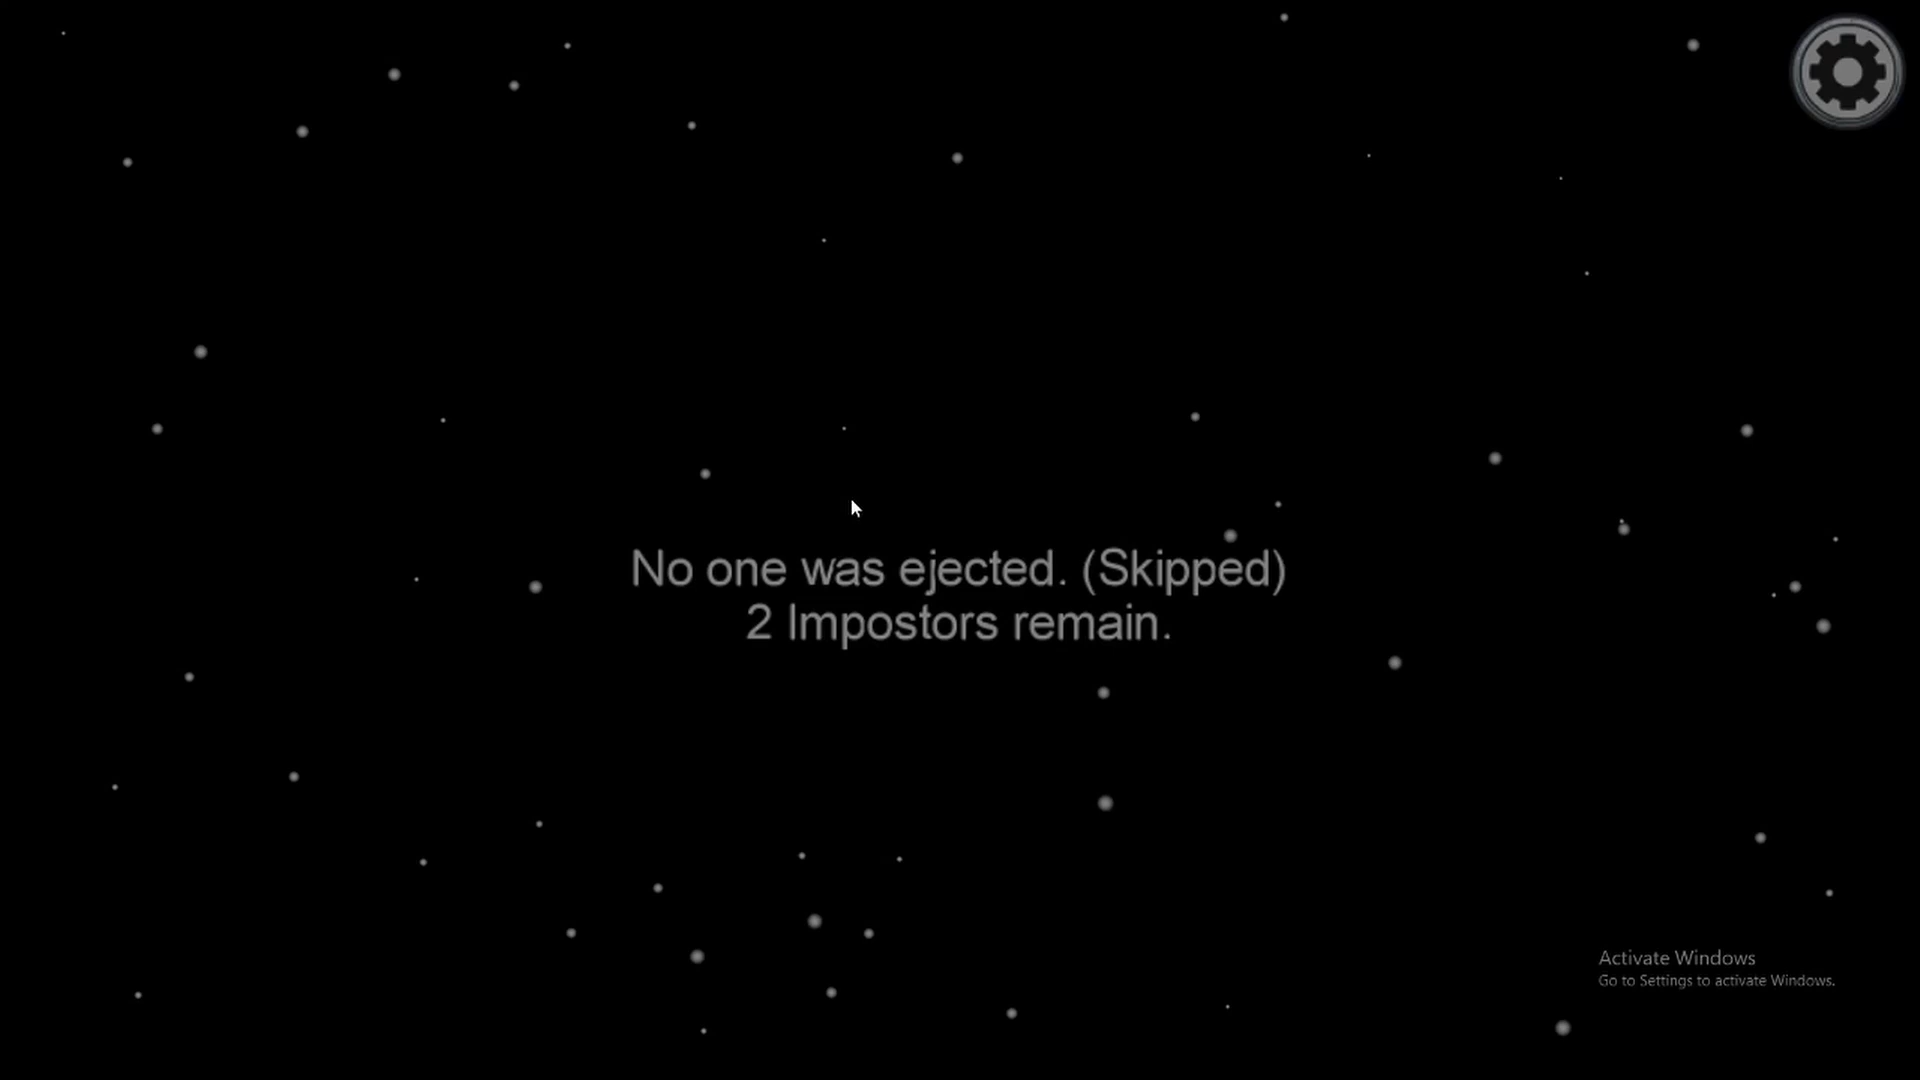 No one was ejected. (Skipped)
2 Impostors remain.
Activate Windows
Go to Settings to activate Windows.